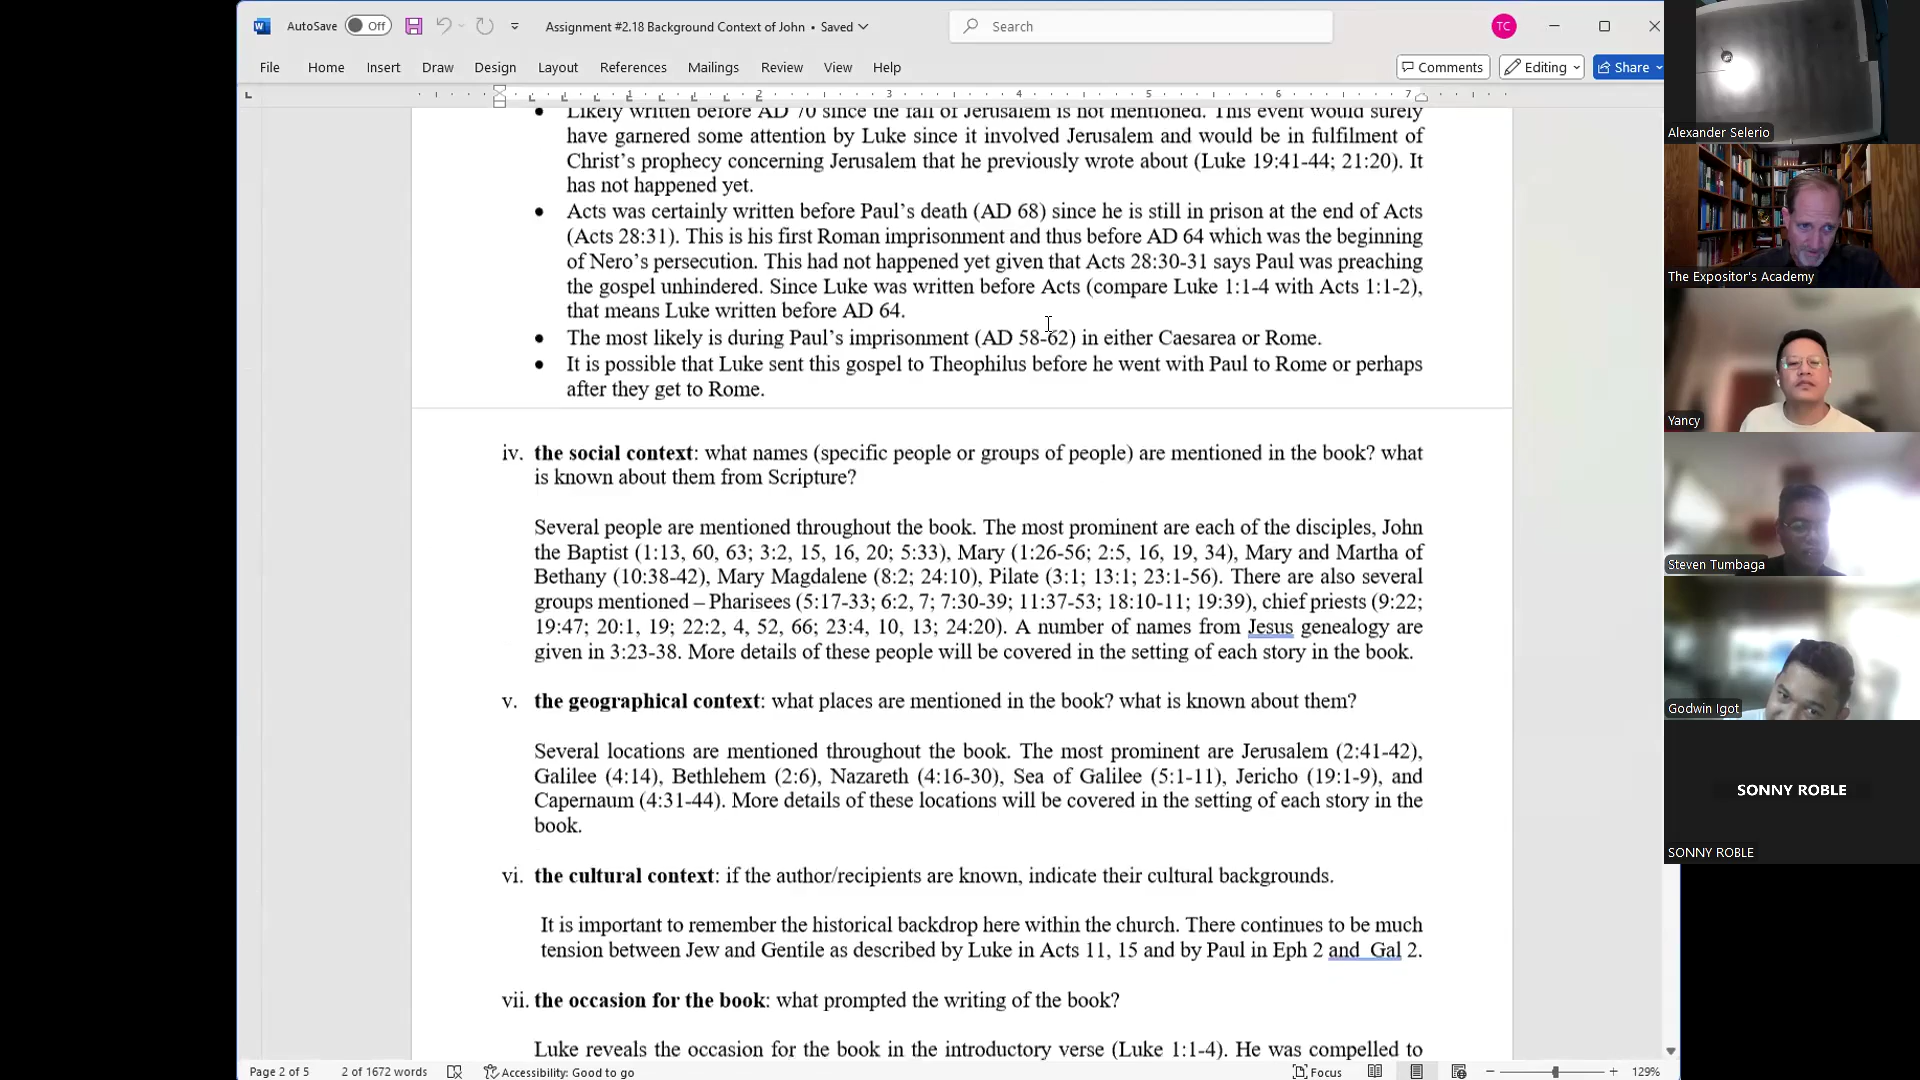 AutoSave Off Assignment #2.18 Background Context of John • Saved Search TC
File Home Insert Draw Design Layout References Mailings Review View Help Comments Editing Share
1 2 3 4 5 6 7
Likely written before AD 70 since the fall of Jerusalem is not mentioned. This event would surely
have garnered some attention by Luke since it involved Jerusalem and would be in fulfilment of
Christ's prophecy concerning Jerusalem that he previously wrote about (Luke 19:41-44; 21:20). It
has not happened yet.
• Acts was certainly written before Paul's death (AD 68) since he is still in prison at the end of Acts
(Acts 28:31). This is his first Roman imprisonment and thus before AD 64 which was the beginning
of Nero's persecution. This had not happened yet given that Acts 28:30-31 says Paul was preaching
the gospel unhindered. Since Luke was written before Acts (compare Luke 1:1-4 with Acts 1:1-2),
that means Luke written before AD 64.
• The most likely is during Paul's imprisonment (AD 58-62) in either Caesarea or Rome.
• It is possible that Luke sent this gospel to Theophilus before he went with Paul to Rome or perhaps
after they get to Rome.
iv. the social context: what names (specific people or groups of people) are mentioned in the book? what
is known about them from Scripture?
Several people are mentioned throughout the book. The most prominent are each of the disciples, John
the Baptist (1:13, 60, 63; 3:2, 15, 16, 20; 5:33), Mary (1:26-56; 2:5, 16, 19, 34), Mary and Martha of
Bethany (10:38-42), Mary Magdalene (8:2; 24:10), Pilate (3:1; 13:1; 23:1-56). There are also several
groups mentioned – Pharisees (5:17-33; 6:2, 7; 7:30-39; 11:37-53; 18:10-11; 19:39), chief priests (9:22;
19:47; 20:1, 19; 22:2, 4, 52, 66; 23:4, 10, 13; 24:20). A number of names from Jesus genealogy are
given in 3:23-38. More details of these people will be covered in the setting of each story in the book.
v. the geographical context: what places are mentioned in the book? what is known about them?
Several locations are mentioned throughout the book. The most prominent are Jerusalem (2:41-42),
Galilee (4:14), Bethlehem (2:6), Nazareth (4:16-30), Sea of Galilee (5:1-11), Jericho (19:1-9), and
Capernaum (4:31-44). More details of these locations will be covered in the setting of each story in the
book.
vi. the cultural context: if the author/recipients are known, indicate their cultural backgrounds.
It is important to remember the historical backdrop here within the church. There continues to be much
tension between Jew and Gentile as described by Luke in Acts 11, 15 and by Paul in Eph 2 and Gal 2.
vii. the occasion for the book: what prompted the writing of the book?
Luke reveals the occasion for the book in the introductory verse (Luke 1:1-4). He was compelled to
Page 2 of 5 2 of 1672 words Accessibility: Good to go Focus 129%
Alexander Selerio
The Expositor's Academy
Yancy
Steven Tumbaga
Godwin Igot
SONNY ROBLE
SONNY ROBLE